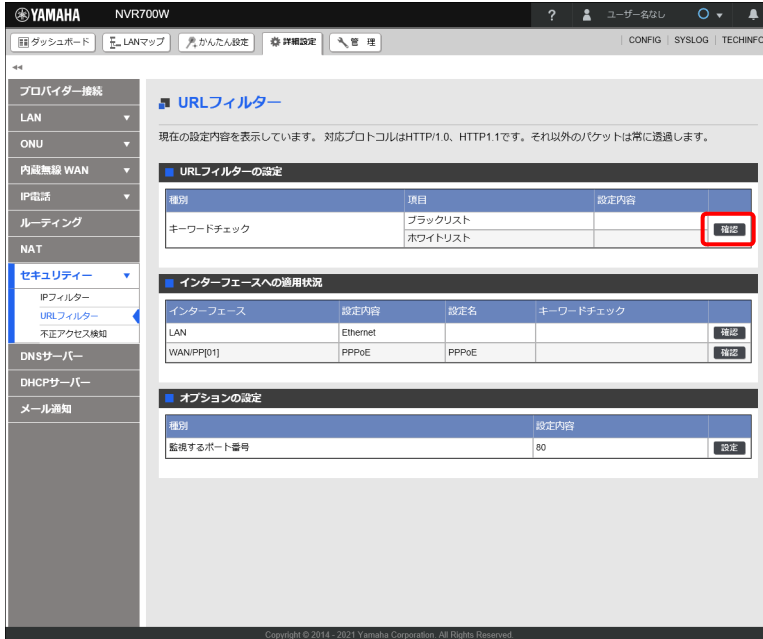 YAMAHA NVR700W ? ユーザー名なし
ダッシュボード LANマップ かんたん設定 詳細設定 管 理 CONFIG SYSLOG TECHINFO
プロバイダー接続
LAN
ONU
内蔵無線 WAN
IP電話
ルーティング
NAT
セキュリティー
IPフィルター
URLフィルター
不正アクセス検知
DNSサーバー
DHCPサーバー
メール通知
URLフィルター
現在の設定内容を表示しています。 対応プロトコルはHTTP/1.0、HTTP1.1です。それ以外のパケットは常に透過します。
URLフィルターの設定
種別 項目 設定内容
キーワードチェック ブラックリスト 確認
ホワイトリスト
インターフェースへの適用状況
インターフェース 設定内容 設定名 キーワードチェック
LAN Ethernet 確認
WAN/PP[01] PPPoE PPPoE 確認
オプションの設定
種別 設定内容
監視するポート番号 80 設定
Copyright © 2014 - 2021 Yamaha Corporation. All Rights Reserved.